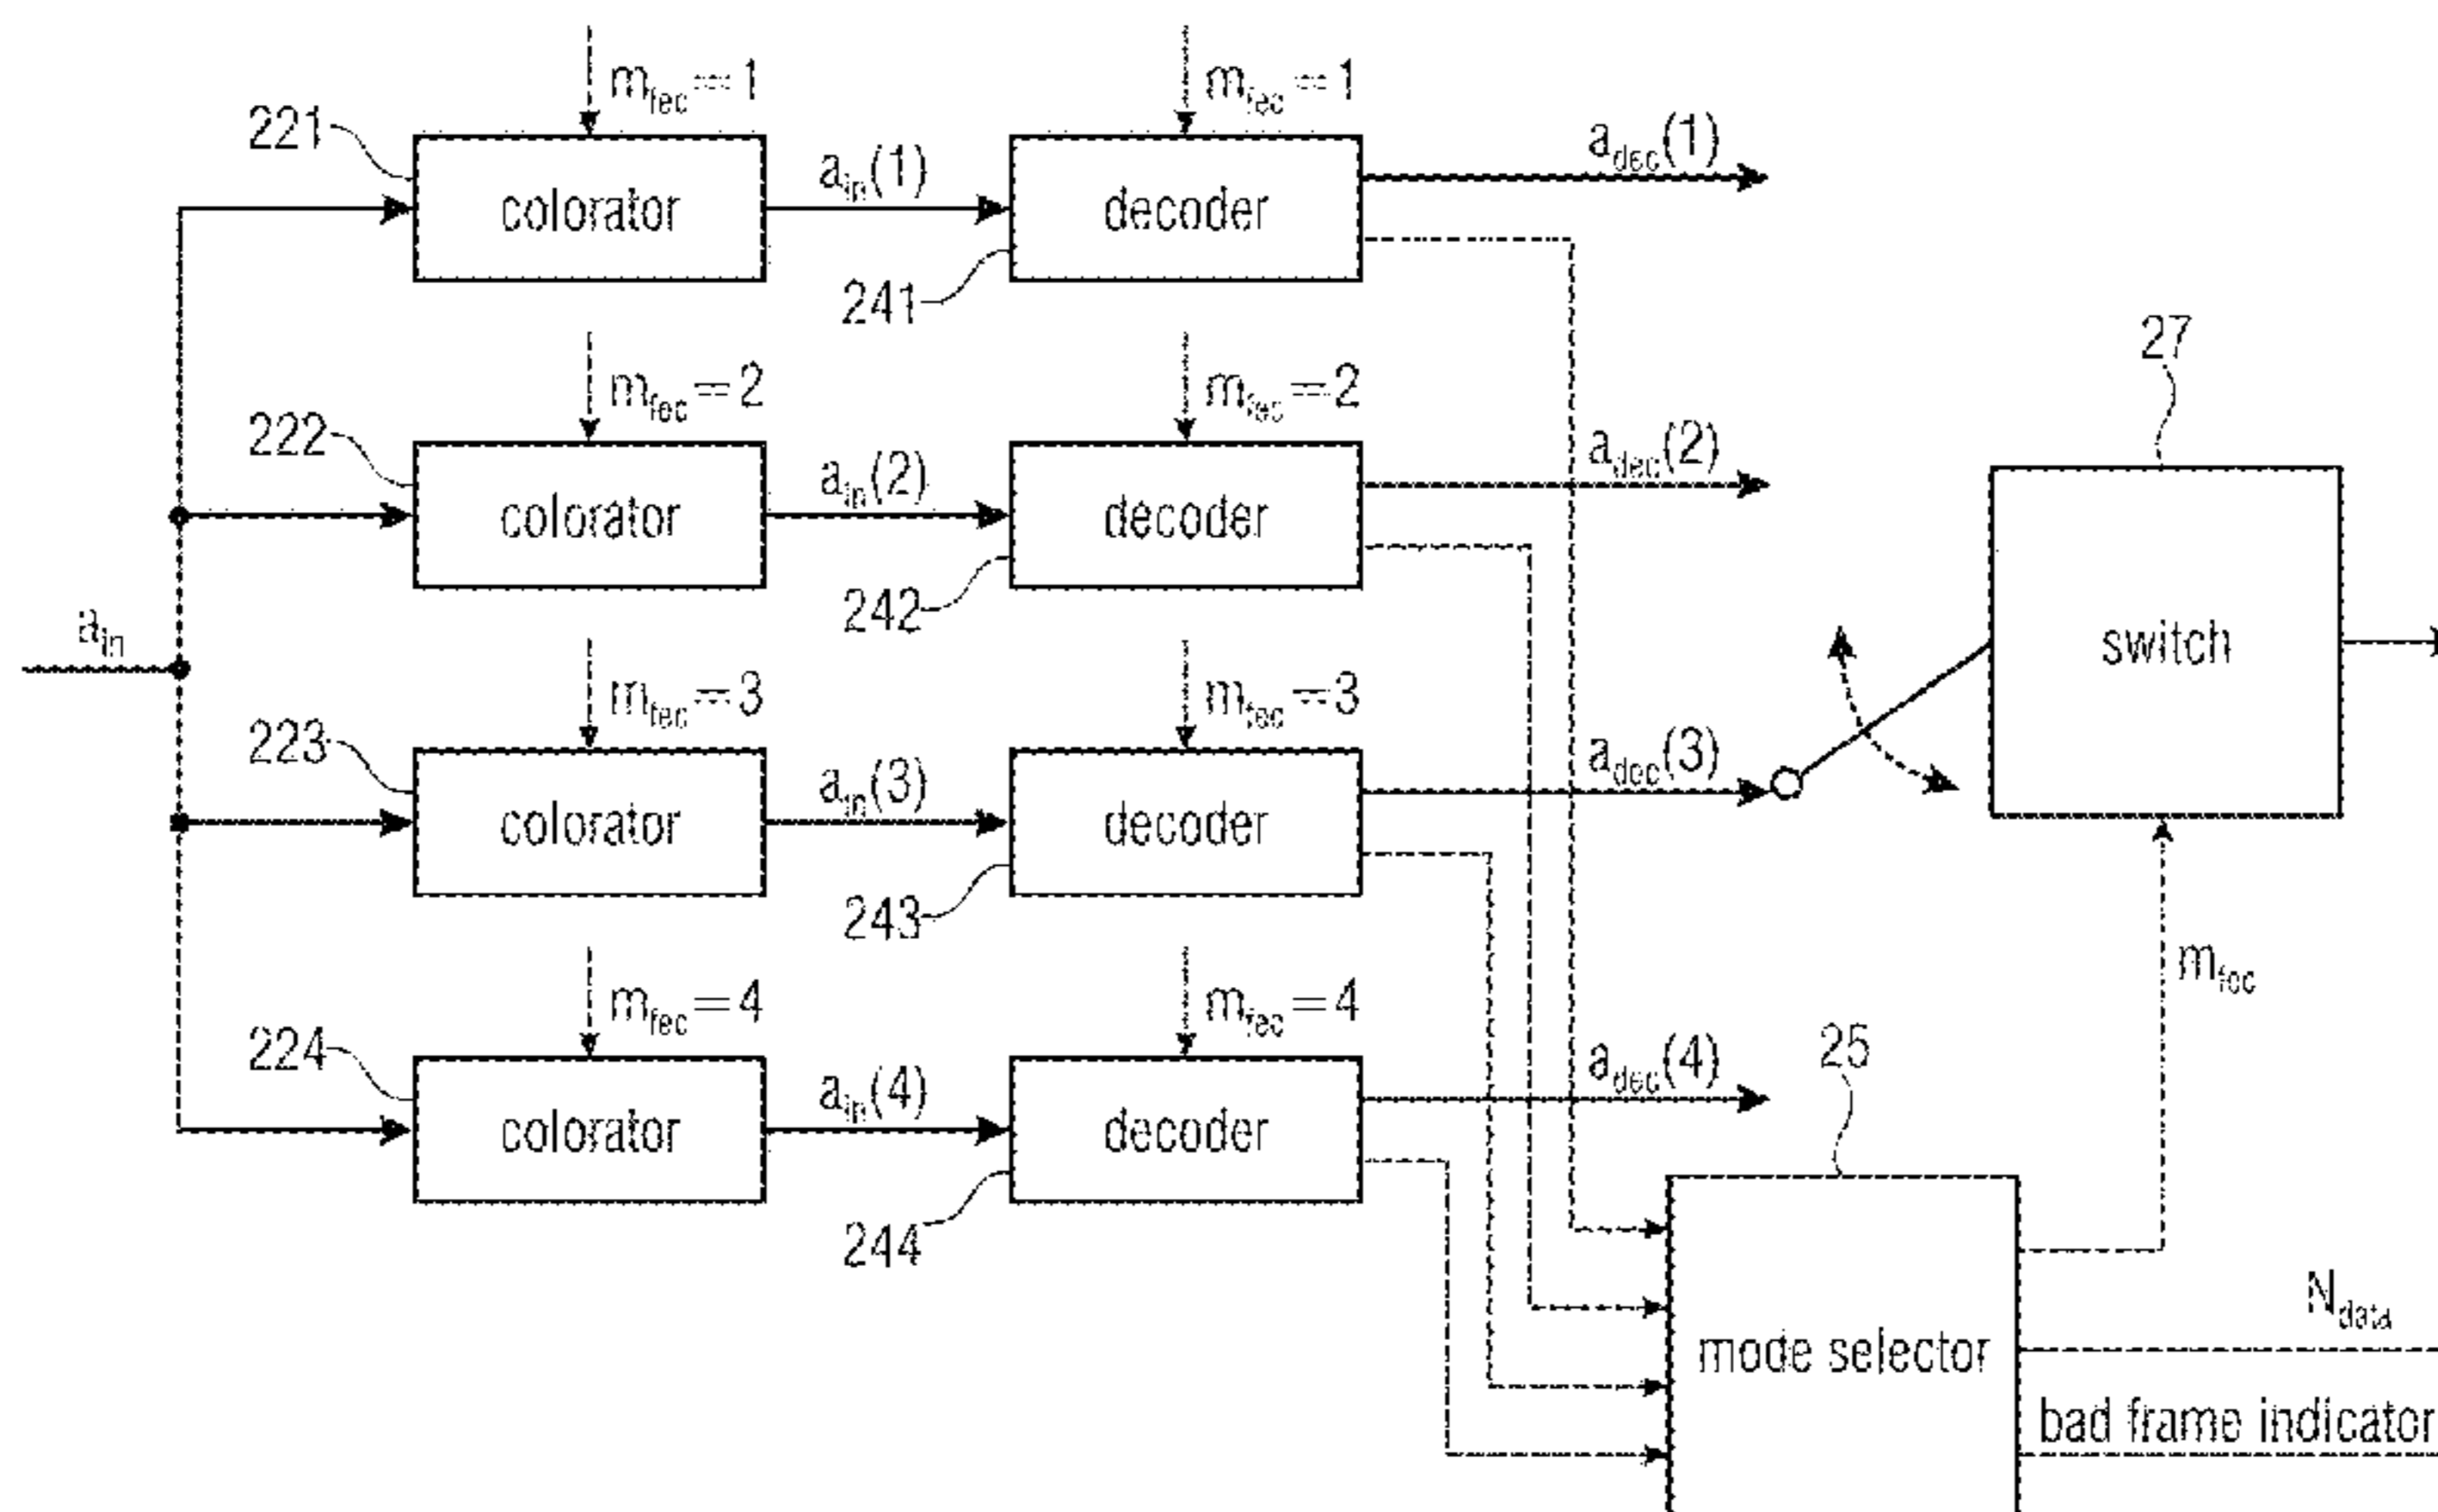 m_fec=1 m_fec=1
221 a_in(1) a_dec(1)
colorator decoder
241
27
m_fec=2 m_fec=2
222 a_in(2) a_dec(2)
colorator decoder
242
a_in
switch
m_fec=3 m_fec=3
223 a_in(3) a_dec(3)
colorator decoder
243
m_fec
m_fec=4 m_fec=4
224 a_in(4) a_dec(4) 25
colorator decoder
244
N_data
mode selector
bad frame indicator